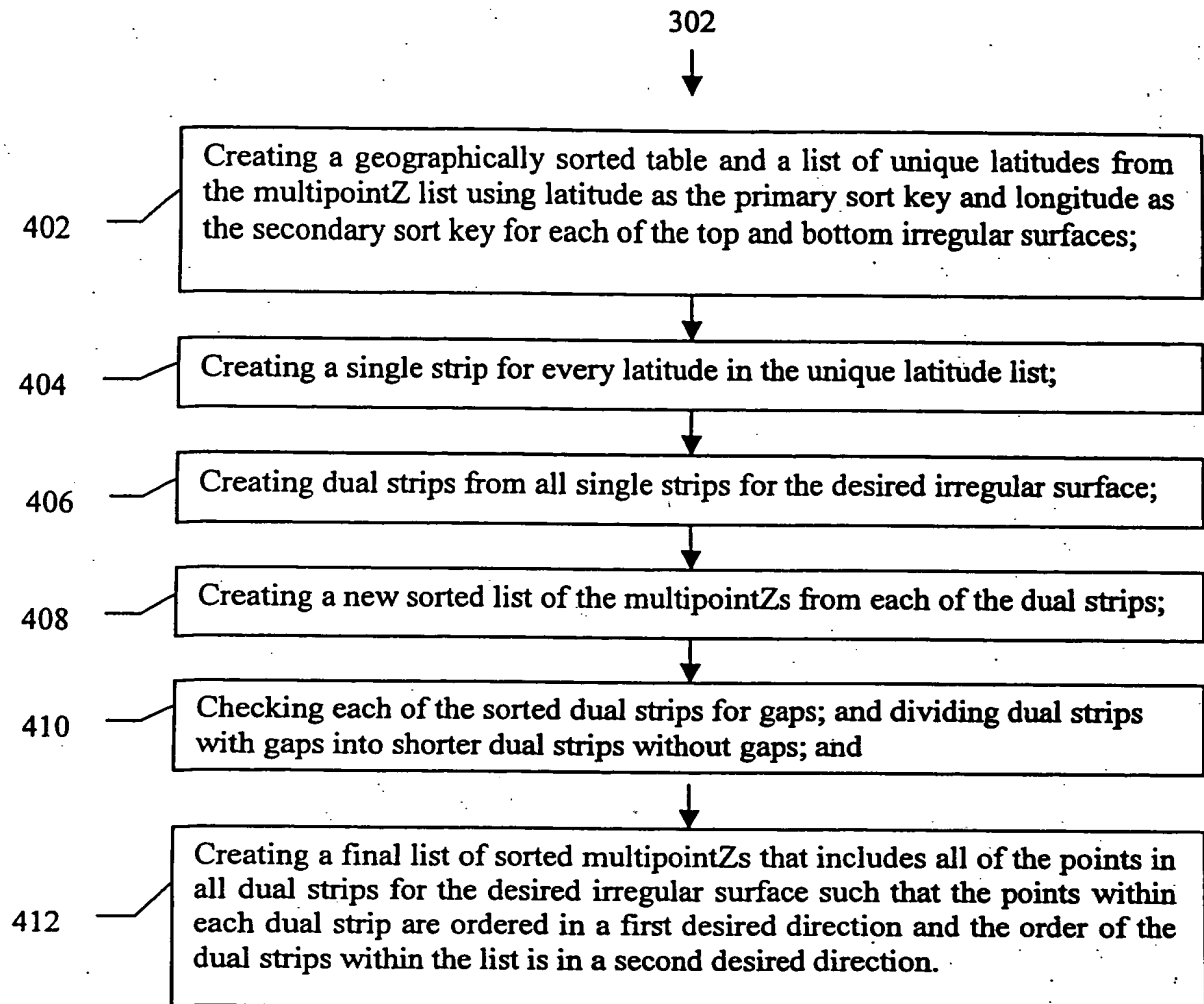 302
Creating a geographically sorted table and a list of unique latitudes from
the multipointZ list using latitude as the primary sort key and longitude as
the secondary sort key for each of the top and bottom irregular surfaces;
402
Creating a single strip for every latitude in the unique latitude list;
404
Creating dual strips from all single strips for the desired irregular surface;
406
Creating a new sorted list of the multipointZs from each of the dual strips;
408
Checking each of the sorted dual strips for gaps; and dividing dual strips
with gaps into shorter dual strips without gaps; and
410
Creating a final list of sorted multipointZs that includes all of the points in
all dual strips for the desired irregular surface such that the points within
each dual strip are ordered in a first desired direction and the order of the
dual strips within the list is in a second desired direction.
412